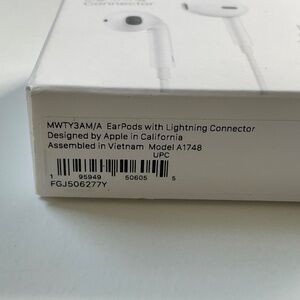 Connector
MWTY3AM/A EarPods with Lightning Connector
Designed by Apple in California
Assembled in Vietnam Model A1748
UPC
1 95949 50605 5
FGJ506277Y